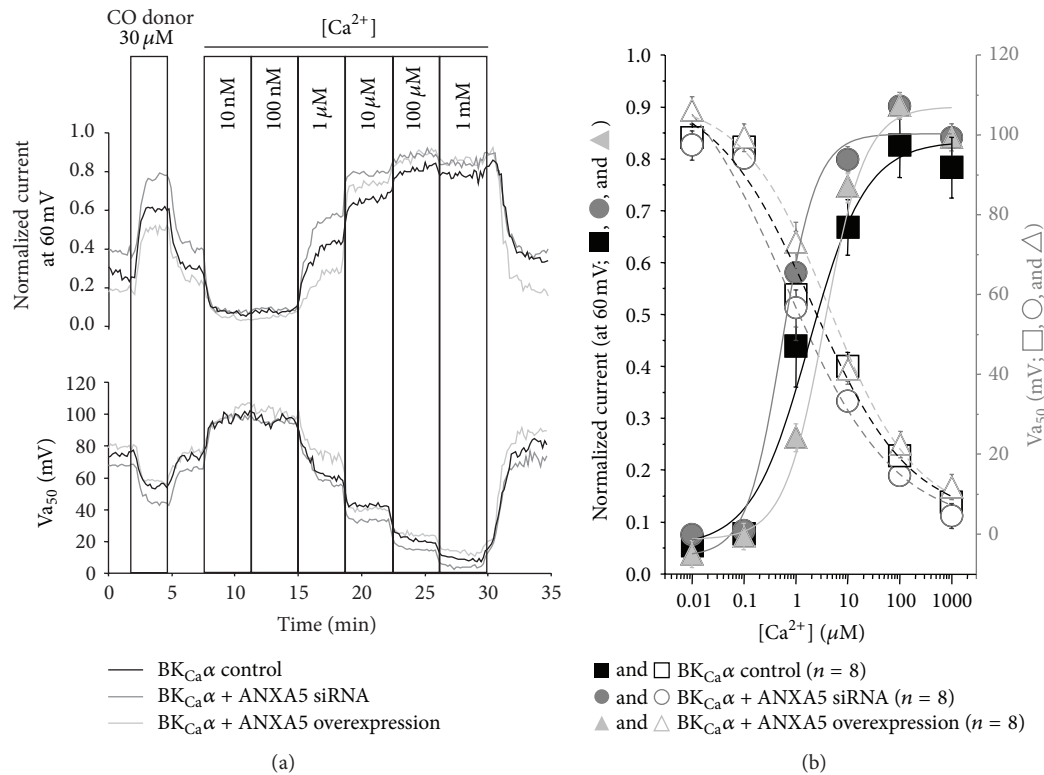 CO donor
30 μM
[Ca²⁺]
10 nM
100 nM
1 μM
10 μM
100 μM
1 mM
Normalized current
at 60 mV
1.0
0.8
0.6
0.4
0.2
0.0
Va₅₀ (mV)
120
100
80
60
40
20
0
0 5 10 15 20 25 30 35
Time (min)
BK_Ca α control
BK_Ca α + ANXA5 siRNA
BK_Ca α + ANXA5 overexpression
(a)
Normalized current (at 60 mV; ■, ●, and ▲)
1.0
0.9
0.8
0.7
0.6
0.5
0.4
0.3
0.2
0.1
0.0
120
100
80
60
40
20
0
Va₅₀ (mV; □, ○, and △)
0.01 0.1 1 10 100 1000
[Ca²⁺] (μM)
■ and □ BK_Ca α control (n = 8)
● and ○ BK_Ca α + ANXA5 siRNA (n = 8)
▲ and △ BK_Ca α + ANXA5 overexpression (n = 8)
(b)